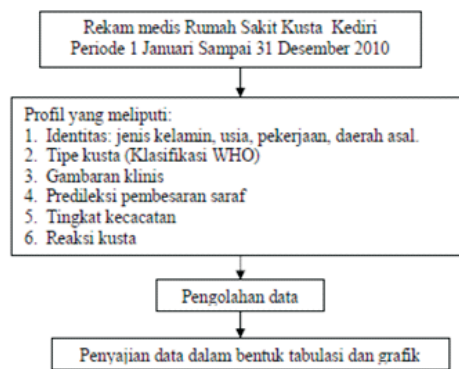 Rekam medis Rumah Sakit Kusta Kediri
Periode 1 Januari Sampai 31 Desember 2010
Profil yang meliputi:
1. Identitas: jenis kelamin, usia, pekerjaan, daerah asal.
2. Tipe kusta (Klasifikasi WHO)
3. Gambaran klinis
4. Predileksi pembesaran saraf
5. Tingkat kecacatan
6. Reaksi kusta
Pengolahan data
Penyajian data dalam bentuk tabulasi dan grafik